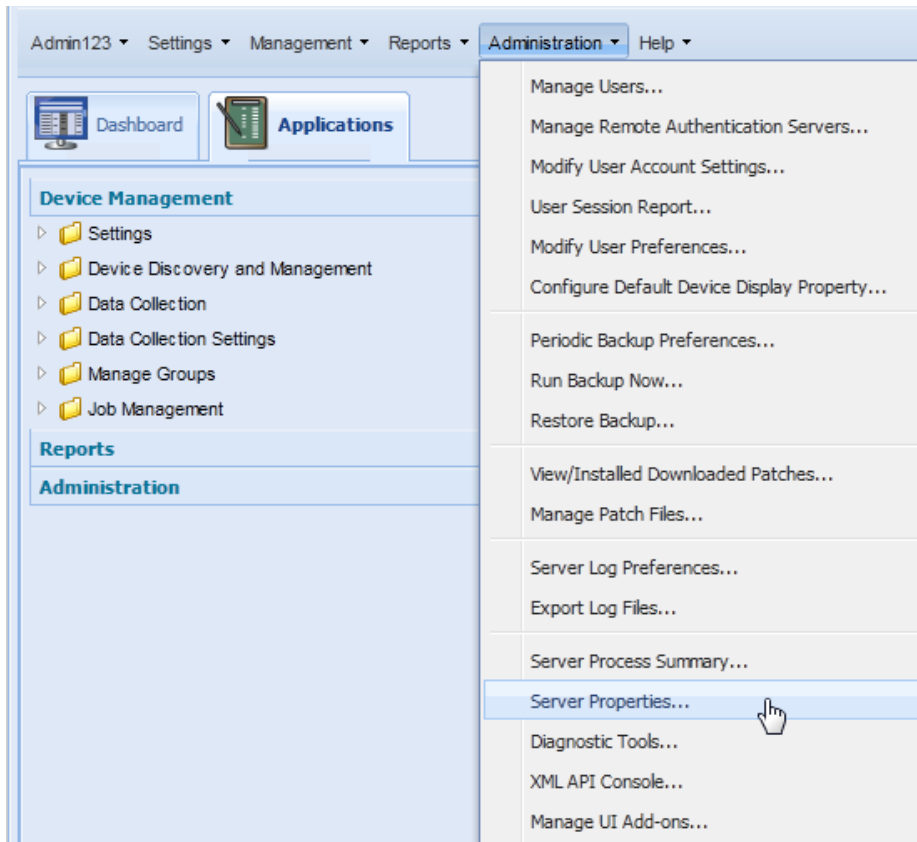 Admin123 Settings Management Reports Administration Help
Dashboard Applications
Device Management
Settings
Device Discovery and Management
Data Collection
Data Collection Settings
Manage Groups
Job Management
Reports
Administration
Manage Users...
Manage Remote Authentication Servers...
Modify User Account Settings...
User Session Report...
Modify User Preferences...
Configure Default Device Display Property...
Periodic Backup Preferences...
Run Backup Now...
Restore Backup...
View/Installed Downloaded Patches...
Manage Patch Files...
Server Log Preferences...
Export Log Files...
Server Process Summary...
Server Properties...
Diagnostic Tools...
XML API Console...
Manage UI Add-ons...